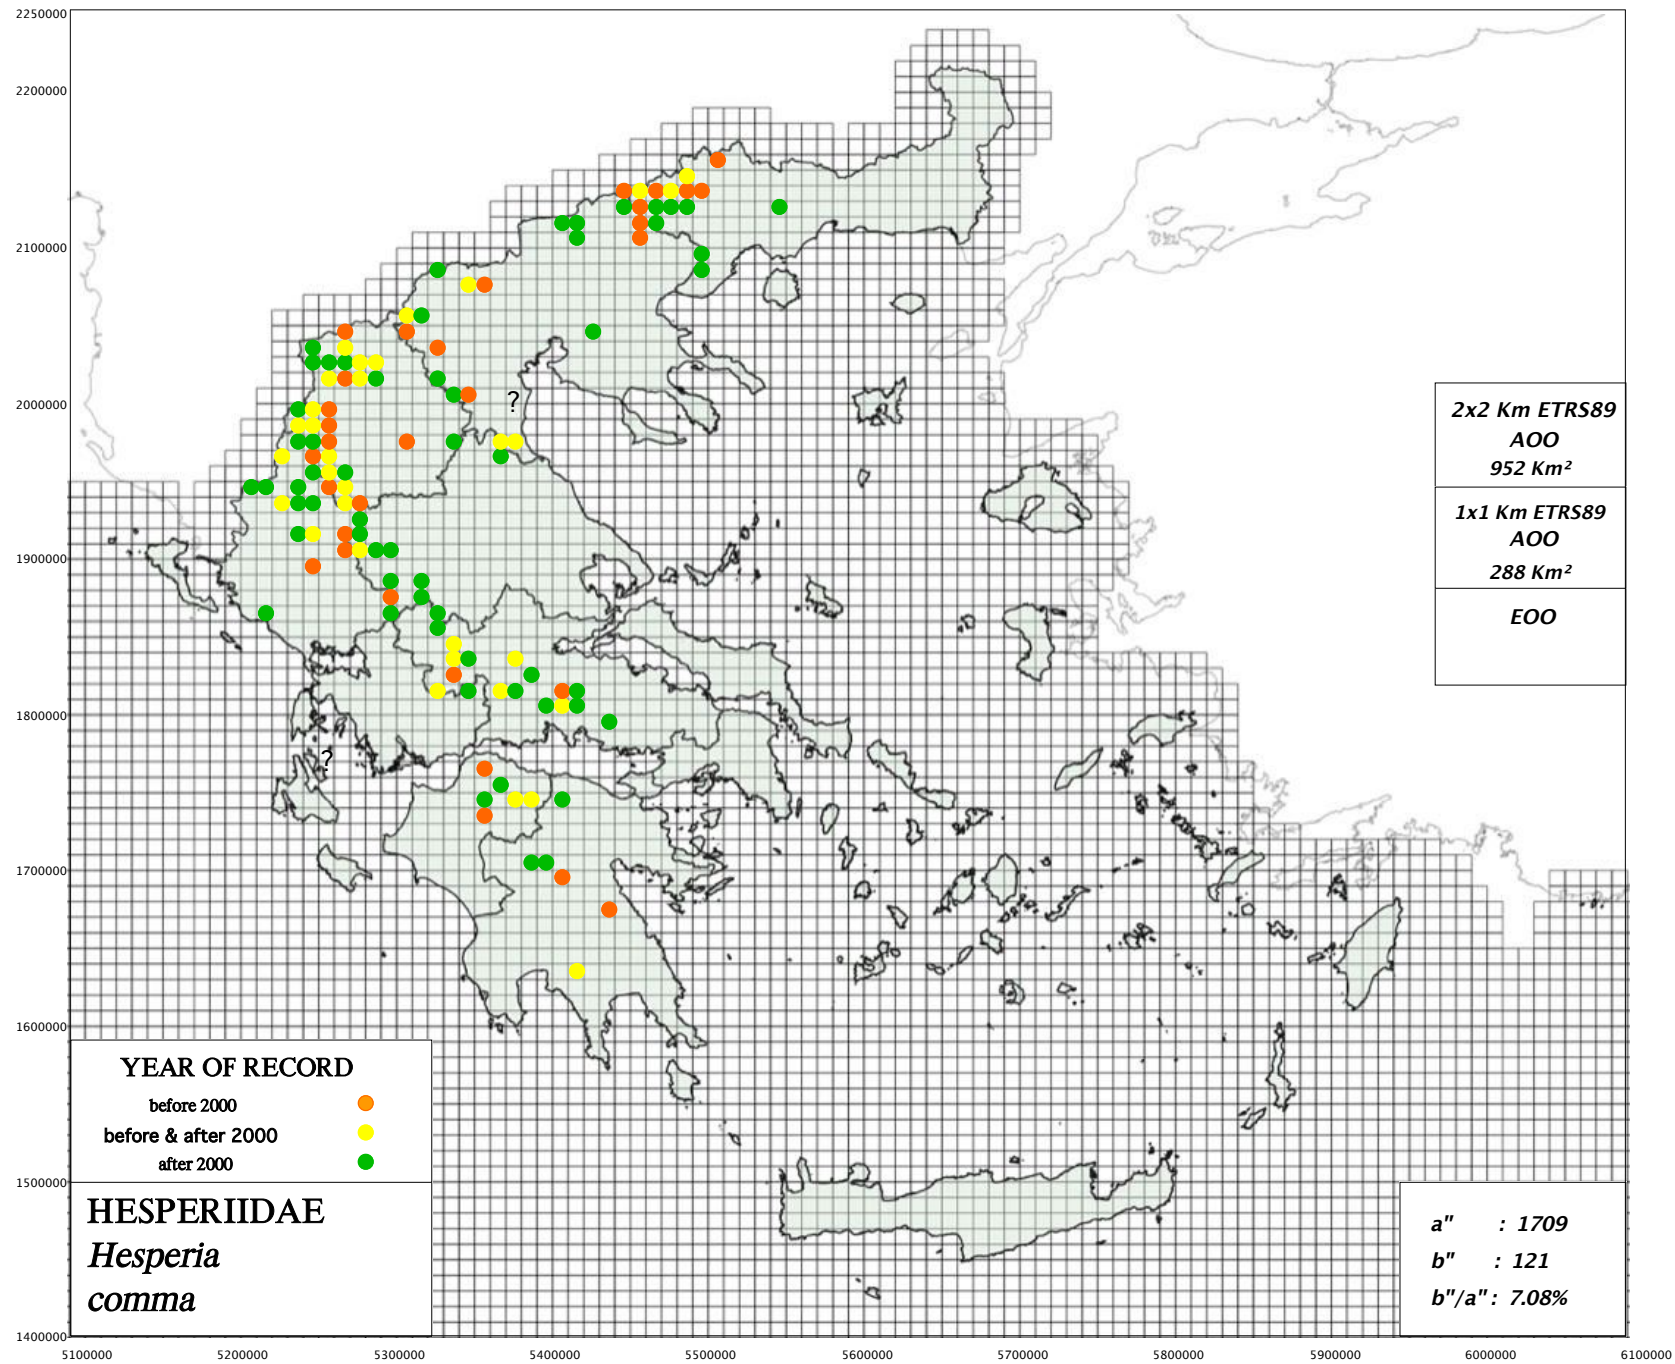 2250000
2200000
2100000
2000000
1900000
1800000
1700000
1600000
1500000
1400000
?
?
2x2 Km ETRS89
AOO
952 Km²
1x1 Km ETRS89
AOO
288 Km²
EOO
YEAR OF RECORD
before 2000
before & after 2000
after 2000
HESPERIIDAE
Hesperia
comma
a" : 1709
b" : 121
b"/a" : 7.08%
5100000 5200000 5300000 5400000 5500000 5600000 5700000 5800000 5900000 6000000 6100000